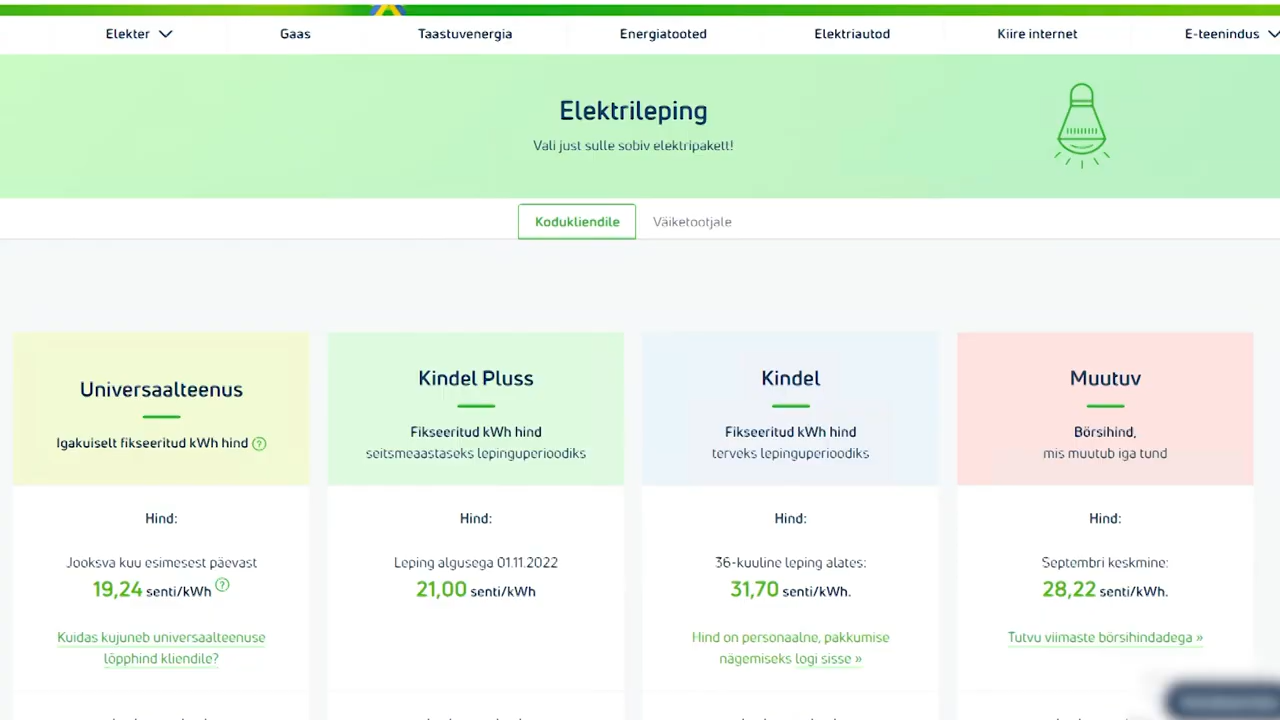 Elekter
Gaas
Taastuvenergia
Energiatooted
Elektriautod
Kiire internet
E-teenindus
Elektrileping
Vali just sulle sobiv elektripakett!
Kodukliendile
Väiketootjale
Universaalteenus
Igakuiselt fikseeritud kWh hind ?
Hind:
Jooksva kuu esimesest päevast
19,24 senti/kWh ?
Kuidas kujuneb universaalteenuse
lõpphind kliendile?
Kindel Pluss
Fikseeritud kWh hind
seitsmeaastaseks lepinguperioodiks
Hind:
Leping algusega 01.11.2022
21,00 senti/kWh
Kindel
Fikseeritud kWh hind
terveks lepinguperioodiks
Hind:
36-kuuline leping alates:
31,70 senti/kWh.
Hind on personaalne, pakkumise
nägemiseks logi sisse »
Muutuv
Börsihind,
mis muutub iga tund
Hind:
Septembri keskmine:
28,22 senti/kWh.
Tutvu viimaste börsihindadega »